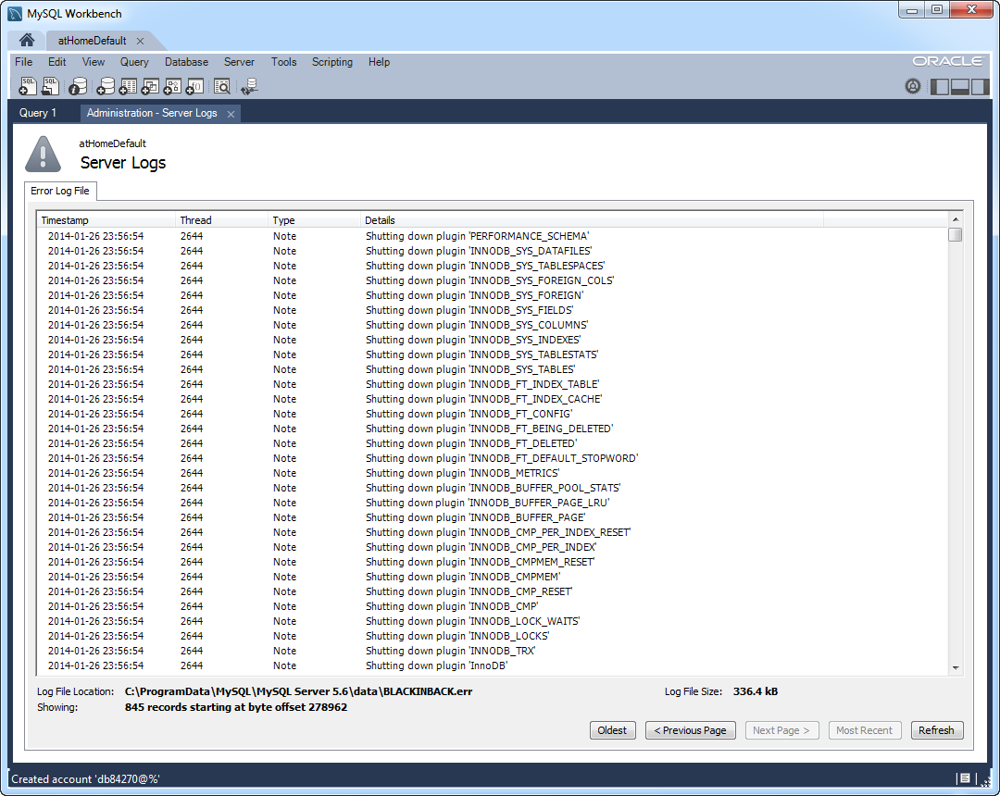 MySQL Workbench
atHomeDefault
File Edit View Query Database Server Tools Scripting Help
ORACLE
Query 1 Administration - Server Logs
atHomeDefault
Server Logs
Error Log File
Timestamp Thread Type Details
2014-01-26 23:56:54 2644 Note Shutting down plugin 'PERFORMANCE_SCHEMA'
2014-01-26 23:56:54 2644 Note Shutting down plugin 'INNODB_SYS_DATAFILES'
2014-01-26 23:56:54 2644 Note Shutting down plugin 'INNODB_SYS_TABLESPACES'
2014-01-26 23:56:54 2644 Note Shutting down plugin 'INNODB_SYS_FOREIGN_COLS'
2014-01-26 23:56:54 2644 Note Shutting down plugin 'INNODB_SYS_FOREIGN'
2014-01-26 23:56:54 2644 Note Shutting down plugin 'INNODB_SYS_FIELDS'
2014-01-26 23:56:54 2644 Note Shutting down plugin 'INNODB_SYS_COLUMNS'
2014-01-26 23:56:54 2644 Note Shutting down plugin 'INNODB_SYS_INDEXES'
2014-01-26 23:56:54 2644 Note Shutting down plugin 'INNODB_SYS_TABLESTATS'
2014-01-26 23:56:54 2644 Note Shutting down plugin 'INNODB_SYS_TABLES'
2014-01-26 23:56:54 2644 Note Shutting down plugin 'INNODB_FT_INDEX_TABLE'
2014-01-26 23:56:54 2644 Note Shutting down plugin 'INNODB_FT_INDEX_CACHE'
2014-01-26 23:56:54 2644 Note Shutting down plugin 'INNODB_FT_CONFIG'
2014-01-26 23:56:54 2644 Note Shutting down plugin 'INNODB_FT_BEING_DELETED'
2014-01-26 23:56:54 2644 Note Shutting down plugin 'INNODB_FT_DELETED'
2014-01-26 23:56:54 2644 Note Shutting down plugin 'INNODB_FT_DEFAULT_STOPWORD'
2014-01-26 23:56:54 2644 Note Shutting down plugin 'INNODB_METRICS'
2014-01-26 23:56:54 2644 Note Shutting down plugin 'INNODB_BUFFER_POOL_STATS'
2014-01-26 23:56:54 2644 Note Shutting down plugin 'INNODB_BUFFER_PAGE_LRU'
2014-01-26 23:56:54 2644 Note Shutting down plugin 'INNODB_BUFFER_PAGE'
2014-01-26 23:56:54 2644 Note Shutting down plugin 'INNODB_CMP_PER_INDEX_RESET'
2014-01-26 23:56:54 2644 Note Shutting down plugin 'INNODB_CMP_PER_INDEX'
2014-01-26 23:56:54 2644 Note Shutting down plugin 'INNODB_CMPMEM_RESET'
2014-01-26 23:56:54 2644 Note Shutting down plugin 'INNODB_CMPMEM'
2014-01-26 23:56:54 2644 Note Shutting down plugin 'INNODB_CMP_RESET'
2014-01-26 23:56:54 2644 Note Shutting down plugin 'INNODB_CMP'
2014-01-26 23:56:54 2644 Note Shutting down plugin 'INNODB_LOCK_WAITS'
2014-01-26 23:56:54 2644 Note Shutting down plugin 'INNODB_LOCKS'
2014-01-26 23:56:54 2644 Note Shutting down plugin 'INNODB_TRX'
2014-01-26 23:56:54 2644 Note Shutting down plugin 'InnoDB'
Log File Location: C:\ProgramData\MySQL\MySQL Server 5.6\data\BLACKINBACK.err Log File Size: 336.4 kB
Showing: 845 records starting at byte offset 278962
Oldest < Previous Page Next Page > Most Recent Refresh
Created account 'db84270@%'